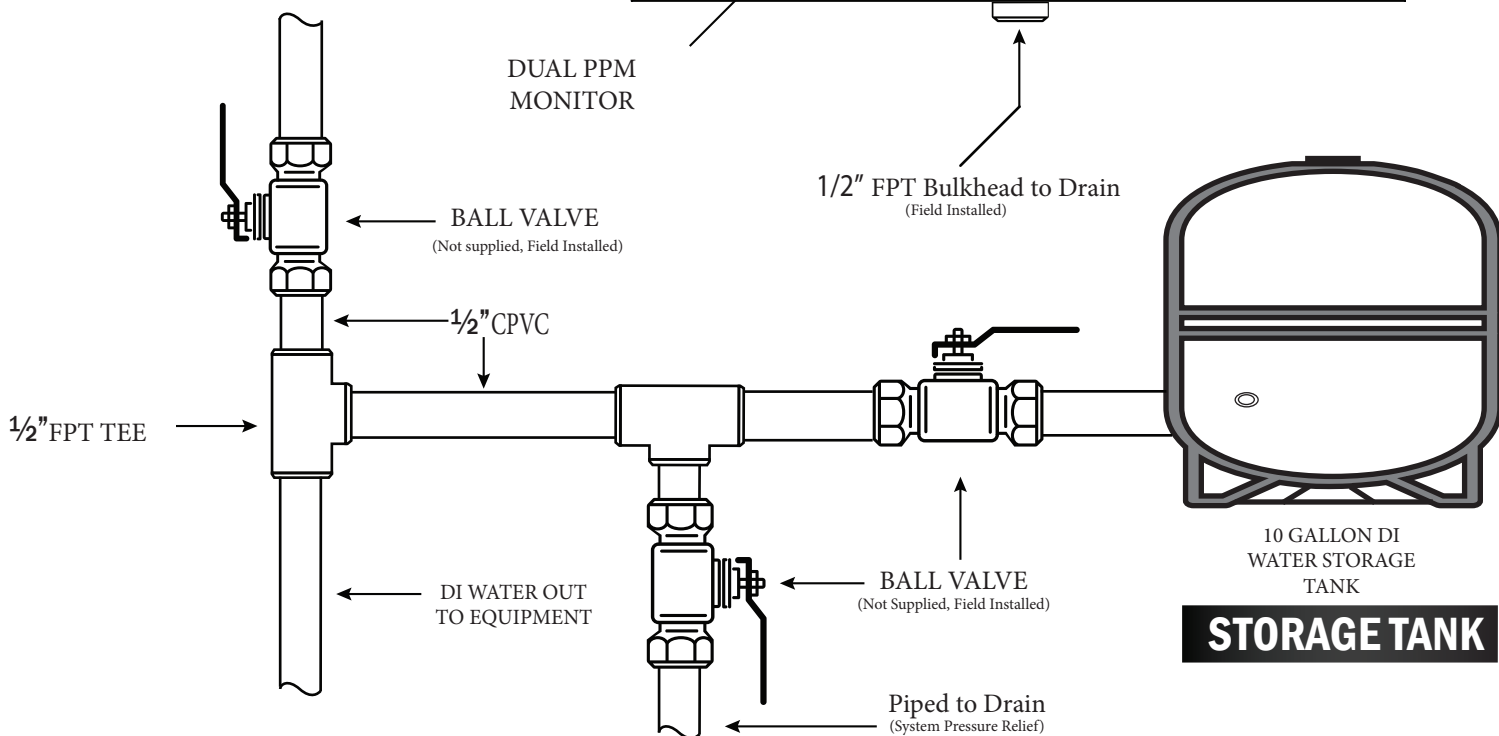 DUAL PPM
MONITOR
1/2” FPT Bulkhead to Drain
(Field Installed)
BALL VALVE
(Not supplied, Field Installed)
½”CPVC
½”FPT TEE
DI WATER OUT
TO EQUIPMENT
BALL VALVE
(Not Supplied, Field Installed)
10 GALLON DI
WATER STORAGE
TANK
STORAGE TANK
Piped to Drain
(System Pressure Relief)